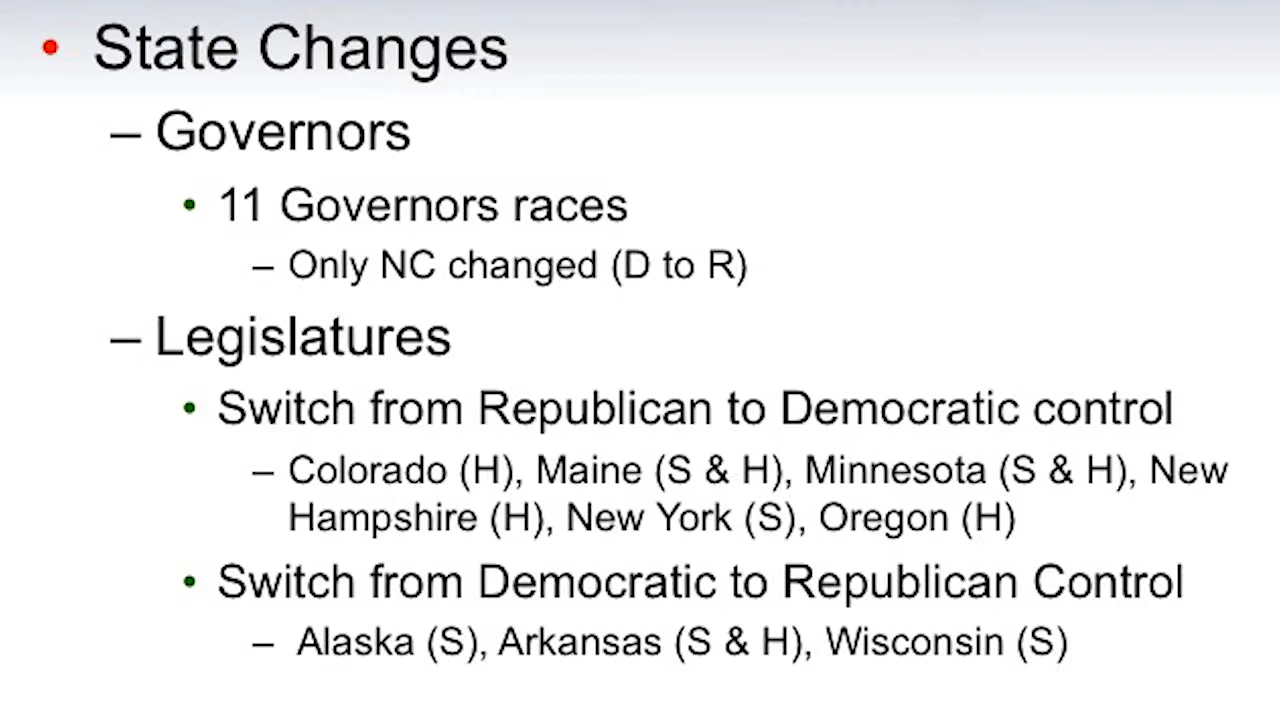 • State Changes
– Governors
• 11 Governors races
– Only NC changed (D to R)
– Legislatures
• Switch from Republican to Democratic control
– Colorado (H), Maine (S & H), Minnesota (S & H), New
Hampshire (H), New York (S), Oregon (H)
• Switch from Democratic to Republican Control
– Alaska (S), Arkansas (S & H), Wisconsin (S)